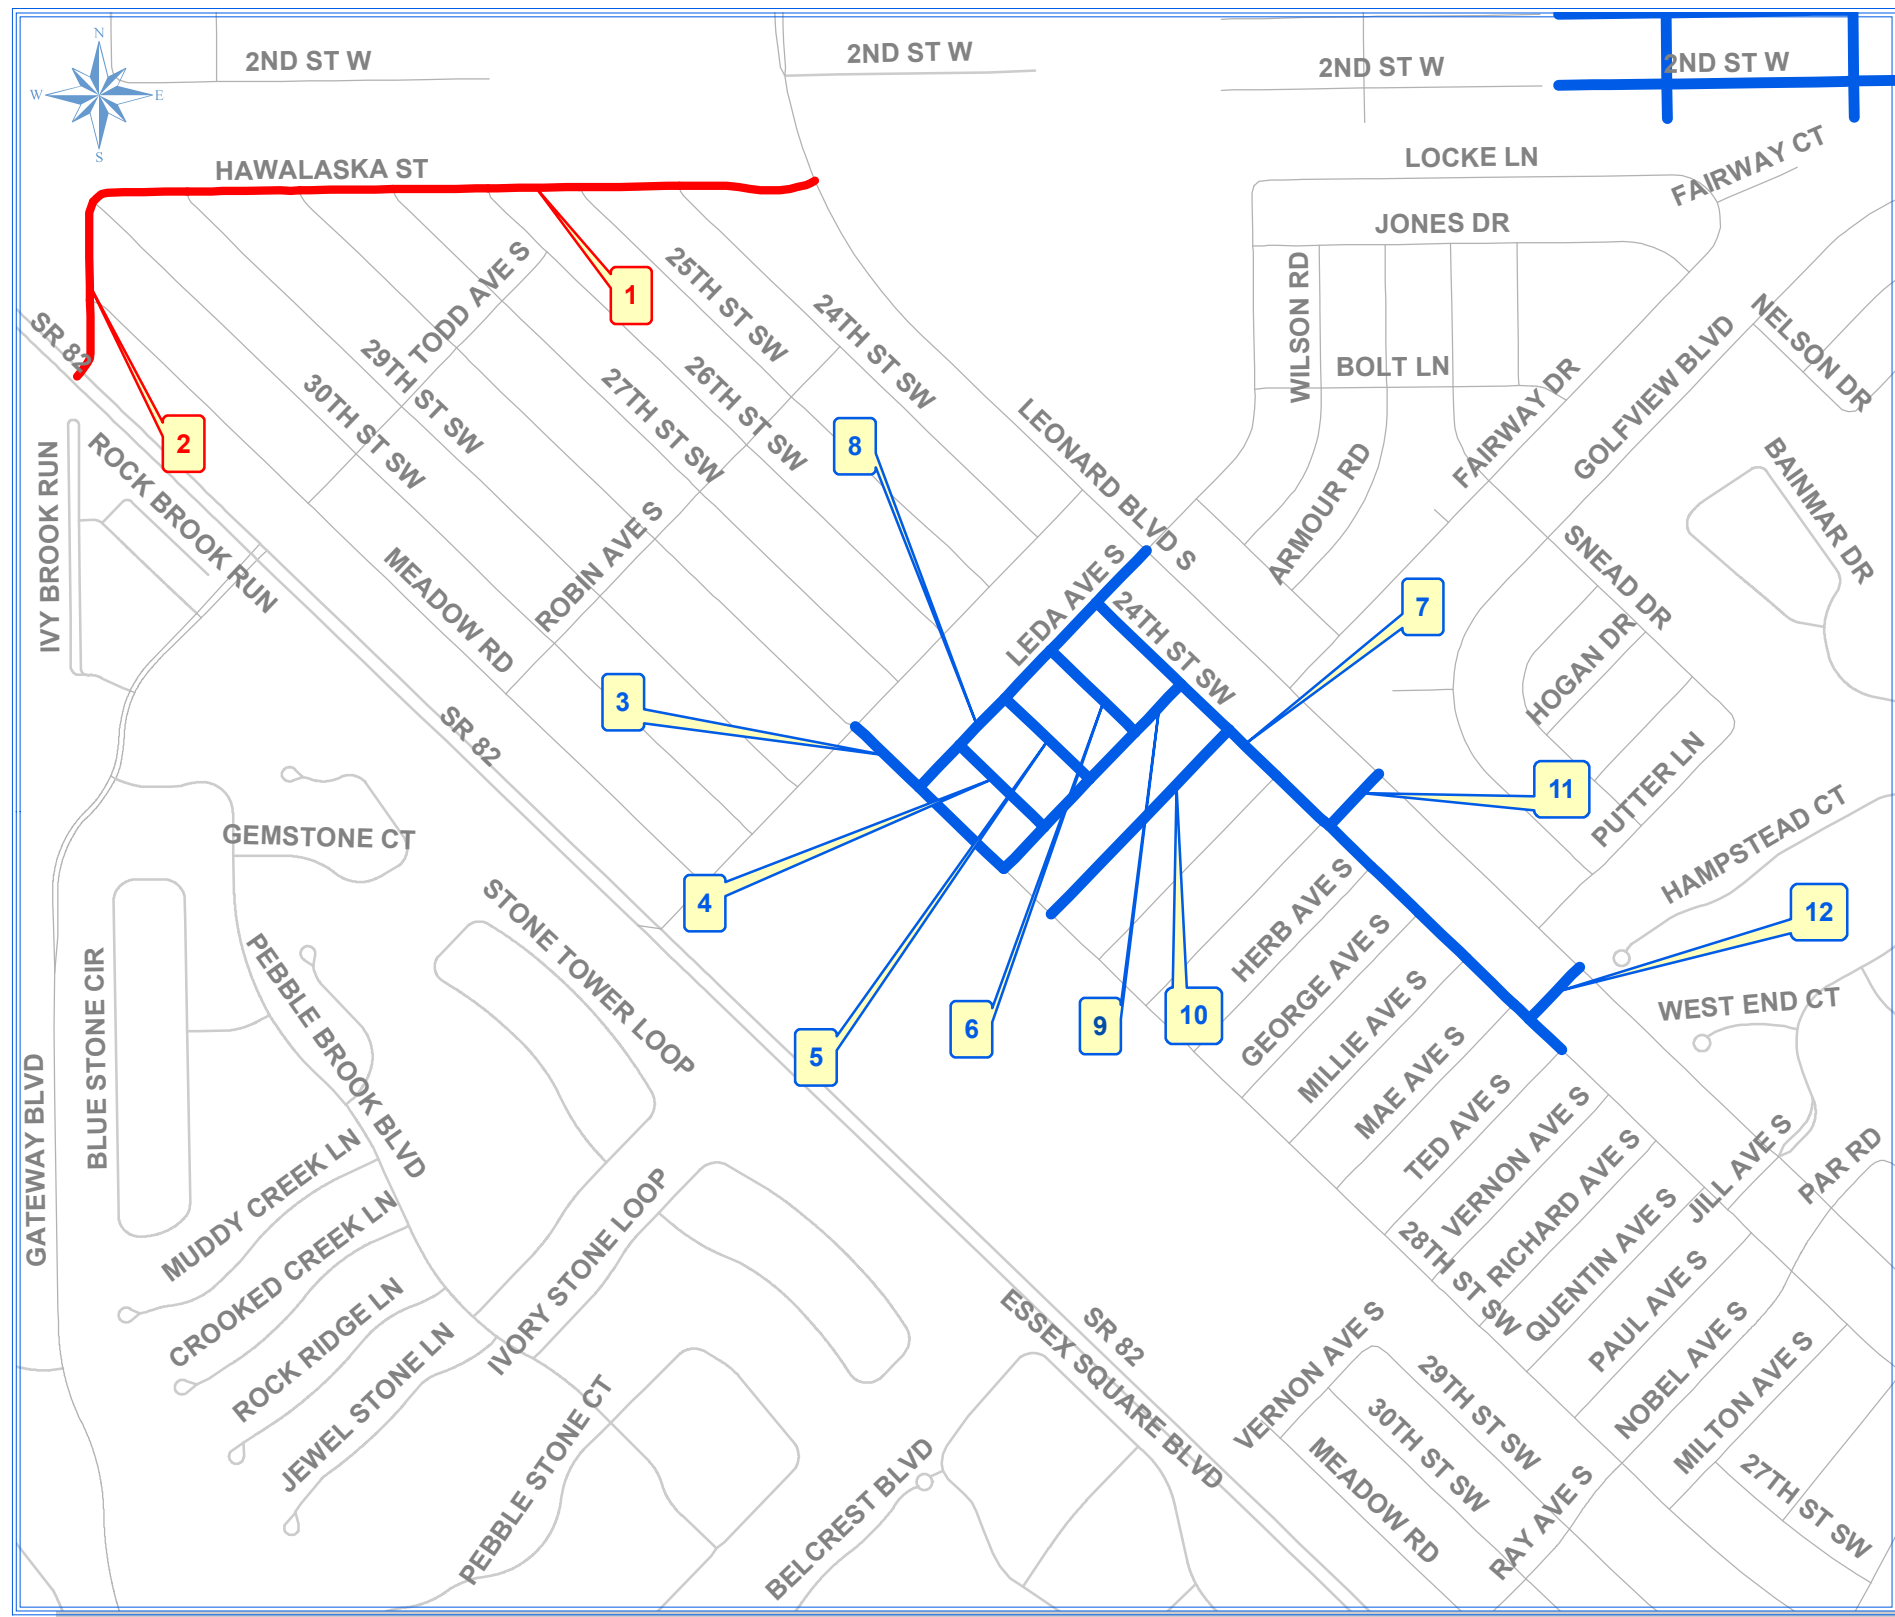 N
W
E
S
2ND ST W
2ND ST W
2ND ST W
2ND ST W
HAWALASKA ST
LOCKE LN
FAIRWAY CT
JONES DR
WILSON RD
BOLT LN
1
2
SR 82
TODD AVE S
25TH ST SW
24TH ST SW
29TH ST SW
30TH ST SW
27TH ST SW
26TH ST SW
NELSON DR
GOLFVIEW BLVD
FAIRWAY DR
LEONARD BLVD S
ARMOUR RD
BAINMAR DR
IVY BROOK RUN
ROCK BROOK RUN
8
MEADOW RD
ROBIN AVE S
LEDA AVE S
24TH ST SW
7
SNEAD DR
HOGAN DR
3
SR 82
PUTTER LN
11
HAMPSTEAD CT
GEMSTONE CT
4
STONE TOWER LOOP
12
HERB AVE S
GEORGE AVE S
WEST END CT
BLUE STONE CIR
PEBBLE BROOK BLVD
5
6
9
10
MILLIE AVE S
MAE AVE S
TED AVE S
GATEWAY BLVD
VERNON AVE S
JILL AVE S
PAR RD
MUDDY CREEK LN
CROOKED CREEK LN
ROCK RIDGE LN
JEWEL STONE LN
IVORY STONE LOOP
28TH ST SW
RICHARD AVE S
QUENTIN AVE S
PAUL AVE S
SR 82
ESSEX SQUARE BLVD
VERNON AVE S
29TH ST SW
30TH ST SW
MEADOW RD
NOBEL AVE S
MILTON AVE S
27TH ST SW
RAY AVE S
PEBBLE STONE CT
BELCREST BLVD